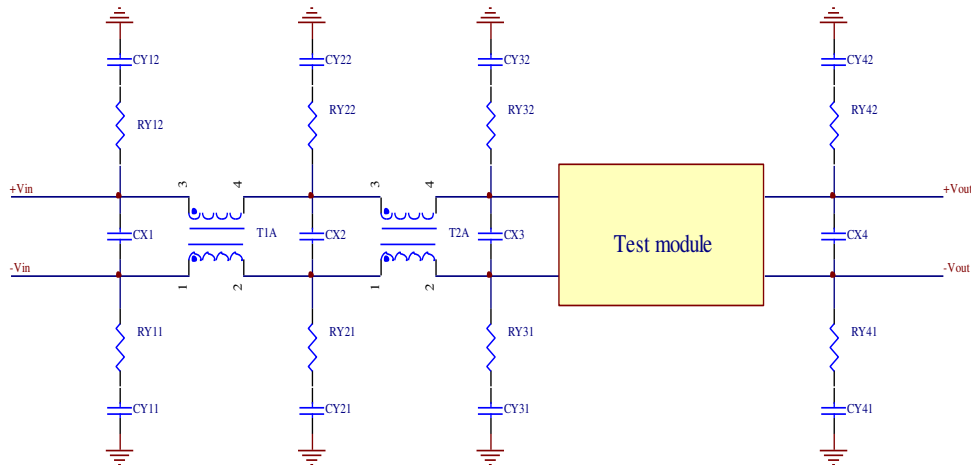 CY12 CY22 CY32 CY42
RY12 RY22 RY32 RY42
3 4 3 4
+Vin +Vout
CX1 T1A CX2 T2A CX3 Test module CX4
-Vin -Vout
1 2 1 2
RY11 RY21 RY31 RY41
CY11 CY21 CY31 CY41